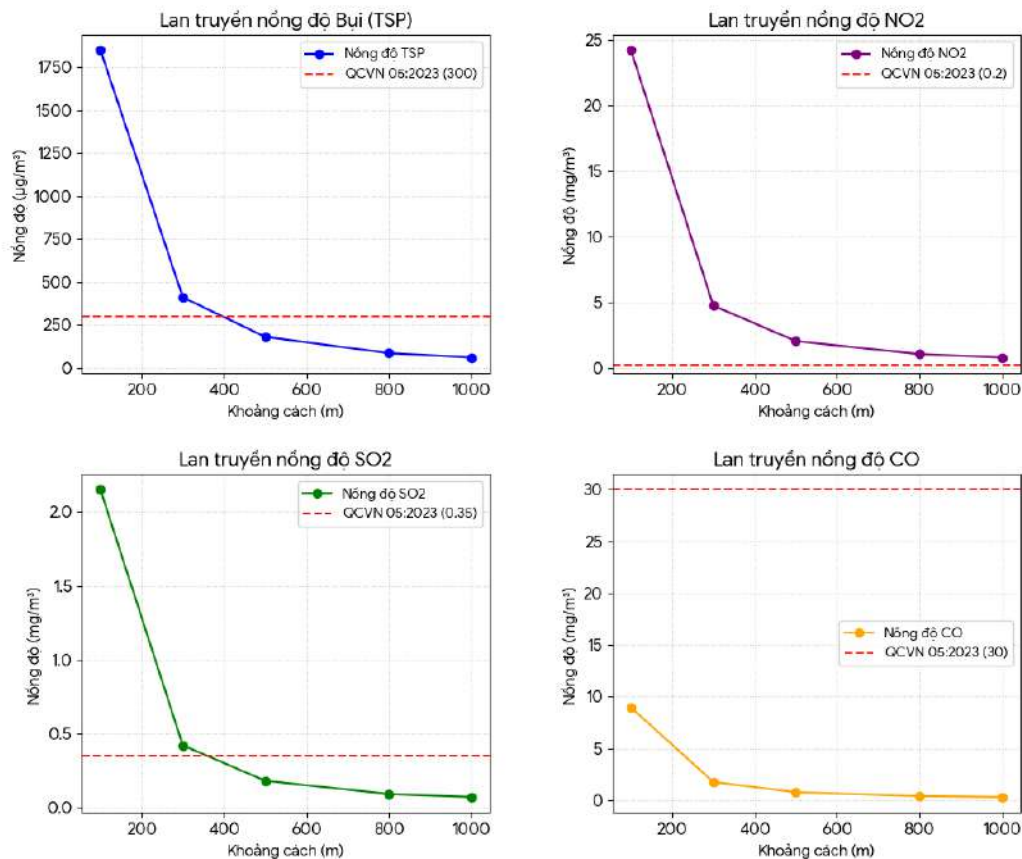 Lan truyền nồng độ Bụi (TSP)
Nồng độ (µg/m³)
1750
1500
1250
1000
750
500
250
0
Nồng độ TSP
QCVN 05:2023 (300)
200 400 600 800 1000
Khoảng cách (m)
Lan truyền nồng độ NO2
Nồng độ (mg/m³)
25
20
15
10
5
0
Nồng độ NO2
QCVN 05:2023 (0.2)
200 400 600 800 1000
Khoảng cách (m)
Lan truyền nồng độ SO2
Nồng độ (mg/m³)
2.0
1.5
1.0
0.5
0.0
Nồng độ SO2
QCVN 05:2023 (0.35)
200 400 600 800 1000
Khoảng cách (m)
Lan truyền nồng độ CO
Nồng độ (mg/m³)
30
25
20
15
10
5
0
Nồng độ CO
QCVN 05:2023 (30)
200 400 600 800 1000
Khoảng cách (m)